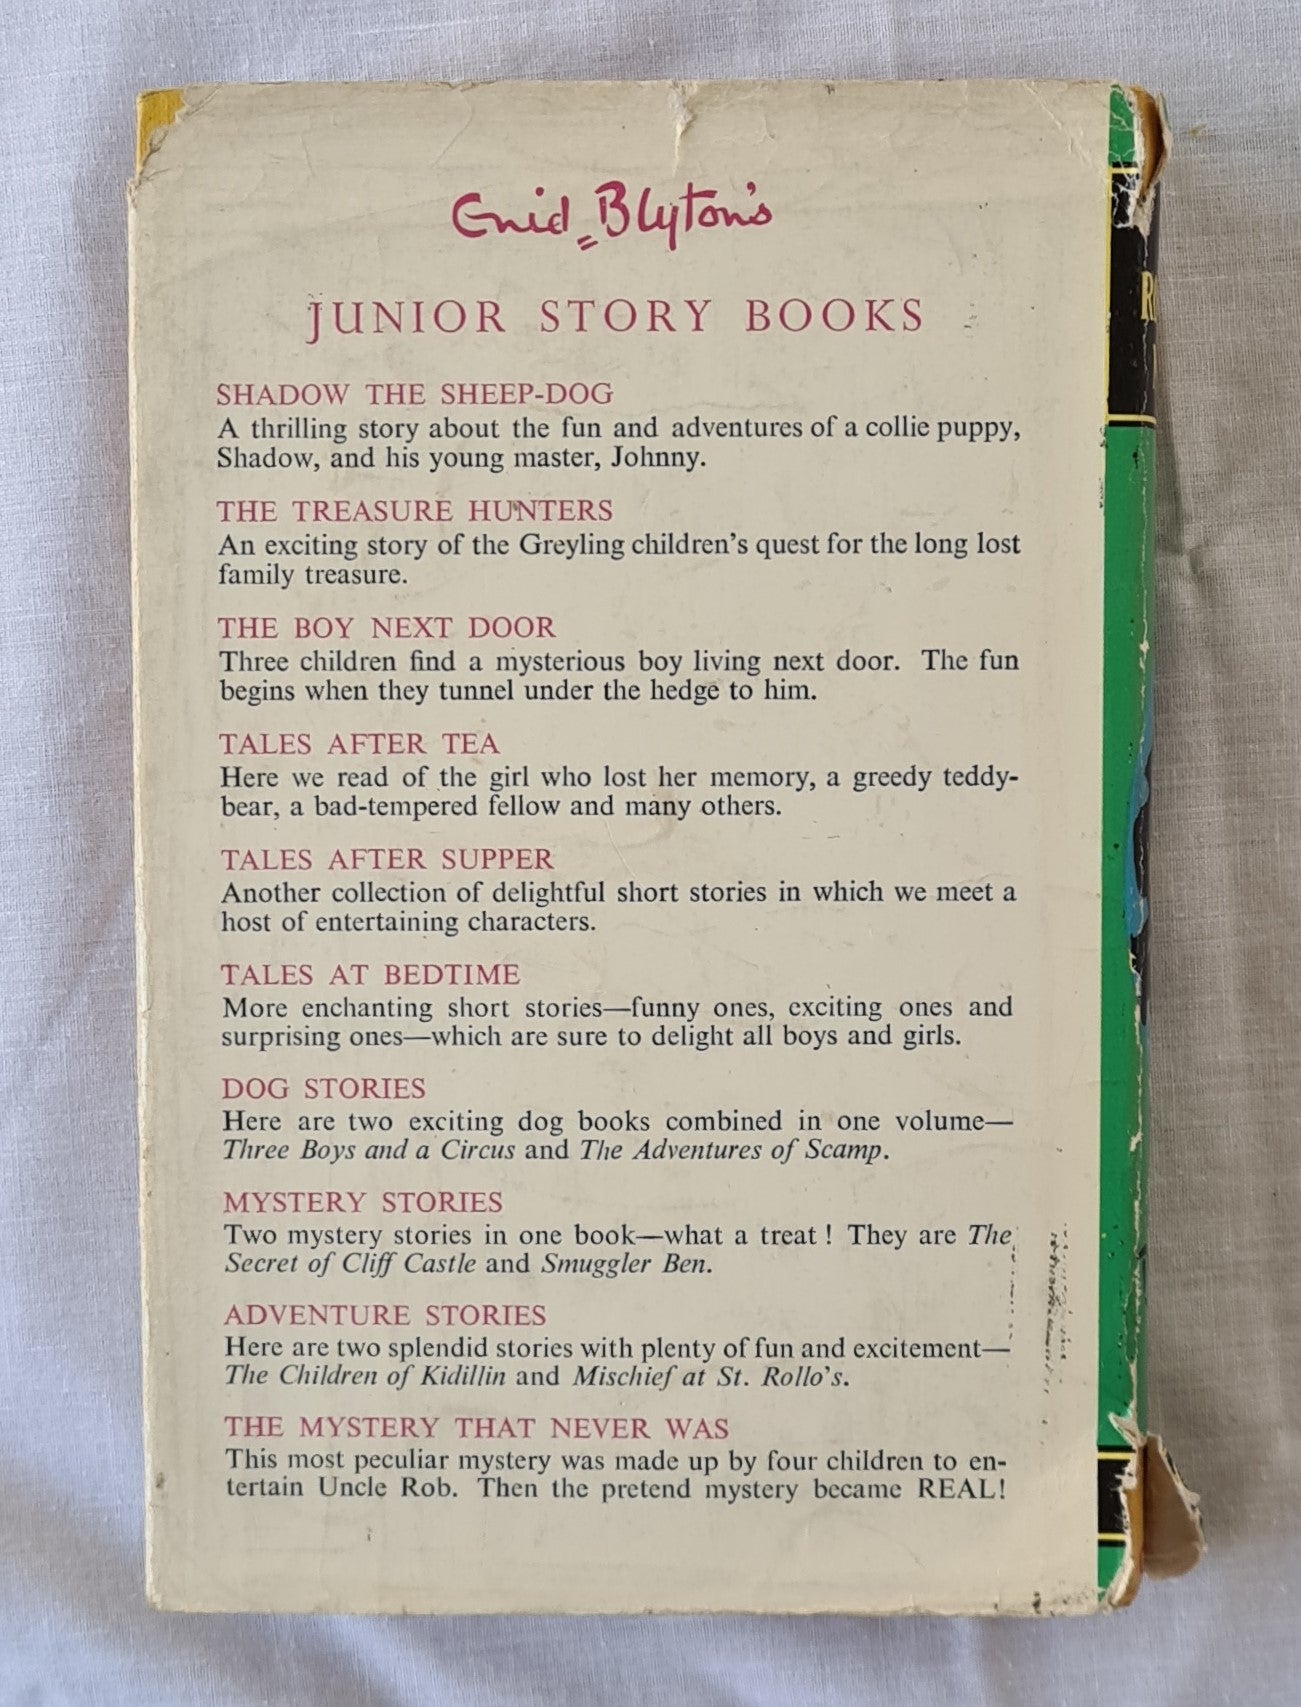 Enid Blyton's
JUNIOR STORY BOOKS
SHADOW THE SHEEP-DOG
A thrilling story about the fun and adventures of a collie puppy,
Shadow, and his young master, Johnny.
THE TREASURE HUNTERS
An exciting story of the Greyling children's quest for the long lost
family treasure.
THE BOY NEXT DOOR
Three children find a mysterious boy living next door. The fun
begins when they tunnel under the hedge to him.
TALES AFTER TEA
Here we read of the girl who lost her memory, a greedy teddy-
bear, a bad-tempered fellow and many others.
TALES AFTER SUPPER
Another collection of delightful short stories in which we meet a
host of entertaining characters.
TALES AT BEDTIME
More enchanting short stories—funny ones, exciting ones and
surprising ones—which are sure to delight all boys and girls.
DOG STORIES
Here are two exciting dog books combined in one volume—
Three Boys and a Circus and The Adventures of Scamp.
MYSTERY STORIES
Two mystery stories in one book—what a treat ! They are The
Secret of Cliff Castle and Smuggler Ben.
ADVENTURE STORIES
Here are two splendid stories with plenty of fun and excitement—
The Children of Kidillin and Mischief at St. Rollo's.
THE MYSTERY THAT NEVER WAS
This most peculiar mystery was made up by four children to en-
tertain Uncle Rob. Then the pretend mystery became REAL!